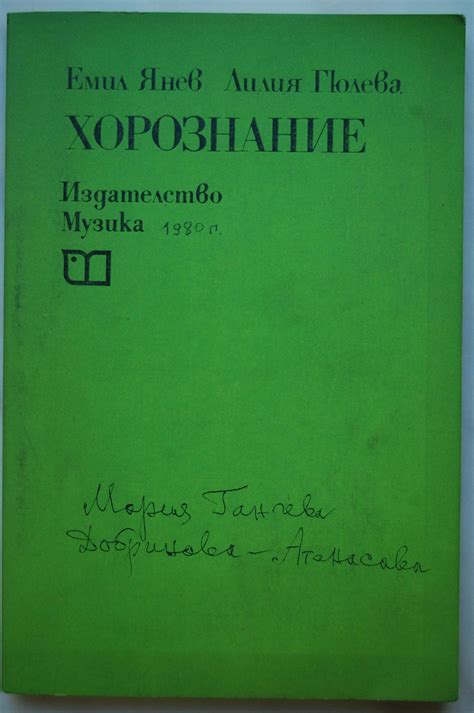 Емил Янев Лилия Гюлева
ХОРОЗНАНИЕ
Издателство
Музика 1980 г.
Мария Ганчева
Добринова - Атанасова